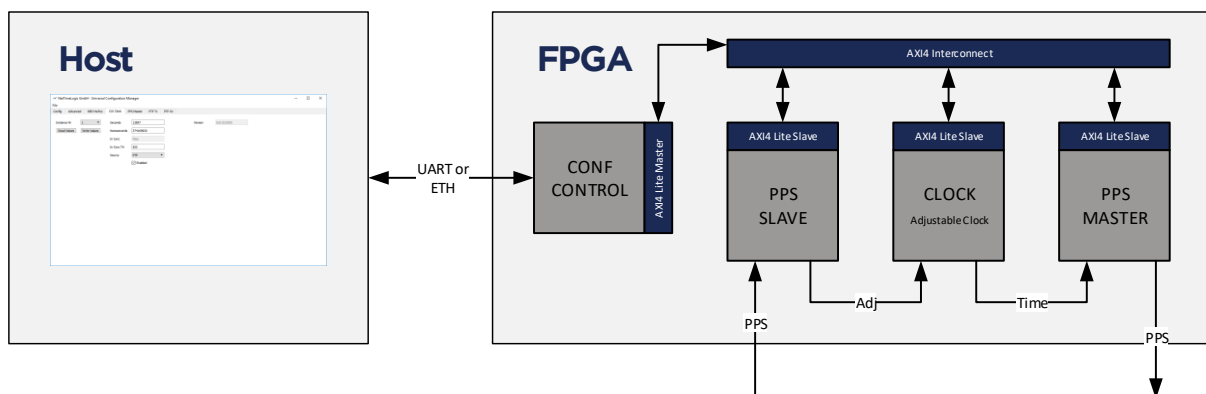 Host
FPGA
AXI4 Interconnect
UART or
ETH
CONF
CONTROL
AXI4 Lite Master
AXI4 Lite Slave
PPS
SLAVE
AXI4 Lite Slave
CLOCK
Adjustable Clock
AXI4 Lite Slave
PPS
MASTER
Adj
Time
PPS
PPS